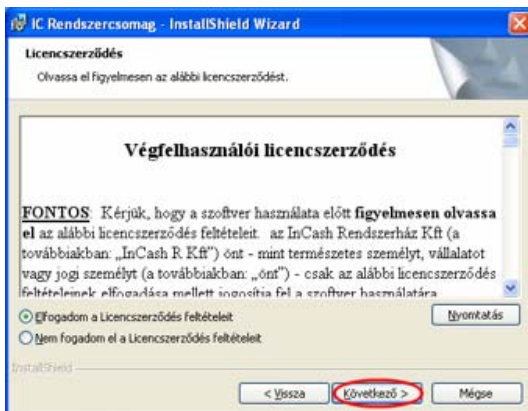 IC Rendszercsomag - InstallShield Wizard
Licencszerződés
Olvassa el figyelmesen az alábbi licencszerződést.
Végfelhasználói licencszerződés
FONTOS: Kérjük, hogy a szoftver használata előtt figyelmesen olvassa
el az alábbi licencszerződés feltételeit. az InCash Rendszerház Kft (a
továbbiakban: „InCash R Kft”) önt - mint természetes személyt, vállalatot
vagy jogi személyt (a továbbiakban: „önt”) - csak az alábbi licencszerződés
feltételeinek elfogadása mellett jogosítja fel a szoftver használatára
Elfogadom a Licencszerződés feltételeit
Nyomtatás
Nem fogadom el a Licencszerződés feltételeit
InstallShield
< Vissza
Következő >
Mégse